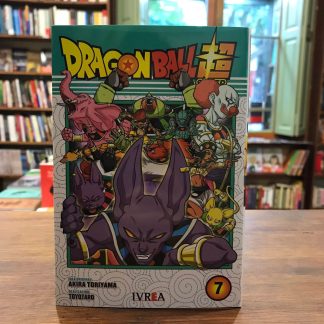 DRAGON BALL 超
AKIRA TORIYAMA
TOYOTARO
IVREA
7